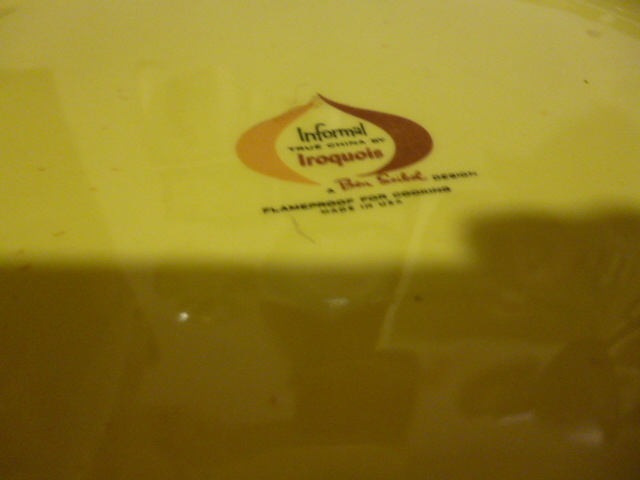 Informal
TRUE CHINA BY
Iroquois
A Ben Seibel DESIGN
FLAMEPROOF FOR COOKING
MADE IN USA